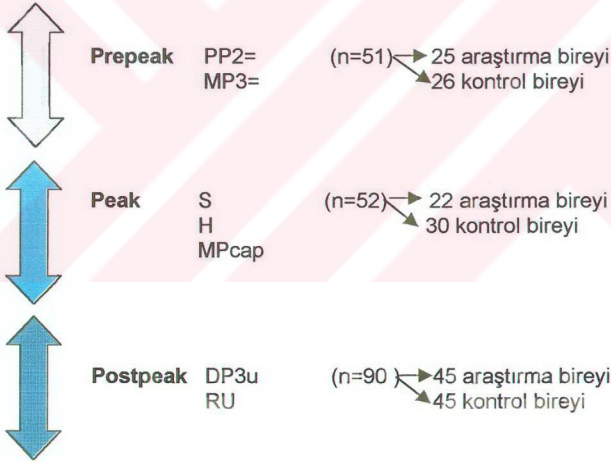 Prepeak PP2= (n=51) 25 araştırma bireyi
MP3= 26 kontrol bireyi
Peak S (n=52) 22 araştırma bireyi
H 30 kontrol bireyi
MPcap
Postpeak DP3u (n=90 ) 45 araştırma bireyi
RU 45 kontrol bireyi